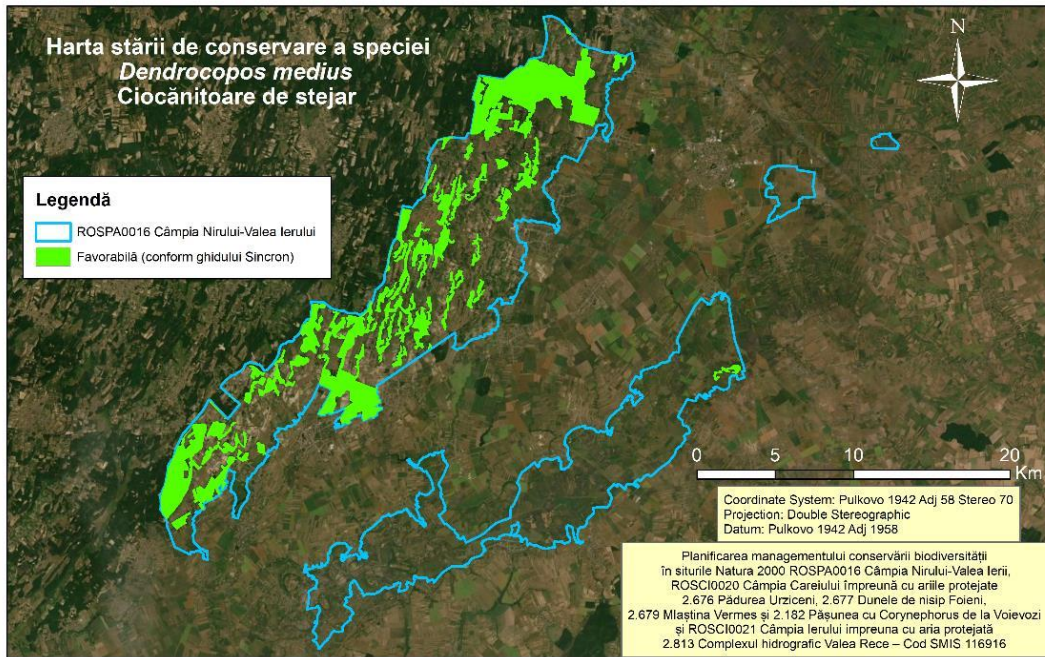 Harta stării de conservare a speciei
Dendrocopos medius
Ciocănitoare de stejar
N
Legendă
ROSPA0016 Câmpia Nirului-Valea Ierului
Favorabilă (conform ghidului Sincron)
0 5 10 20
Km
Coordinate System: Pulkovo 1942 Adj 58 Stereo 70
Projection: Double Stereographic
Datum: Pulkovo 1942 Adj 1958
Planificarea managementului conservării biodiversității
în siturile Natura 2000 ROSPA0016 Câmpia Nirului-Valea Ierii,
ROSCI0020 Câmpia Careiului împreună cu ariile protejate
2.676 Pădurea Urziceni, 2.677 Dunele de nisip Foieni,
2.679 Mlaștina Vermes și 2.182 Pășunea cu Corynephorus de la Voievozi
și ROSCI0021 Câmpia Ierului impreuna cu aria protejată
2.813 Complexul hidrografic Valea Rece – Cod SMIS 116916